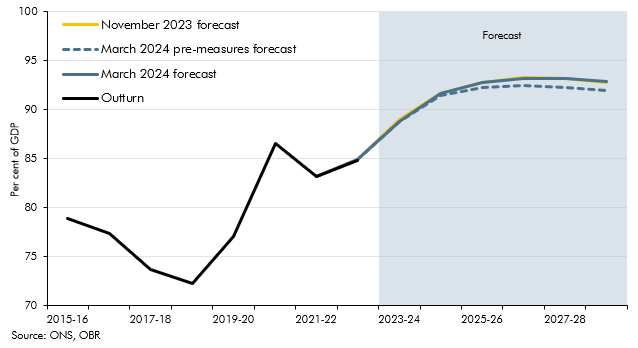 100
95
90
85
80
75
70
Per cent of GDP
November 2023 forecast
March 2024 pre-measures forecast
March 2024 forecast
Outturn
Forecast
2015-16 2017-18 2019-20 2021-22 2023-24 2025-26 2027-28
Source: ONS, OBR